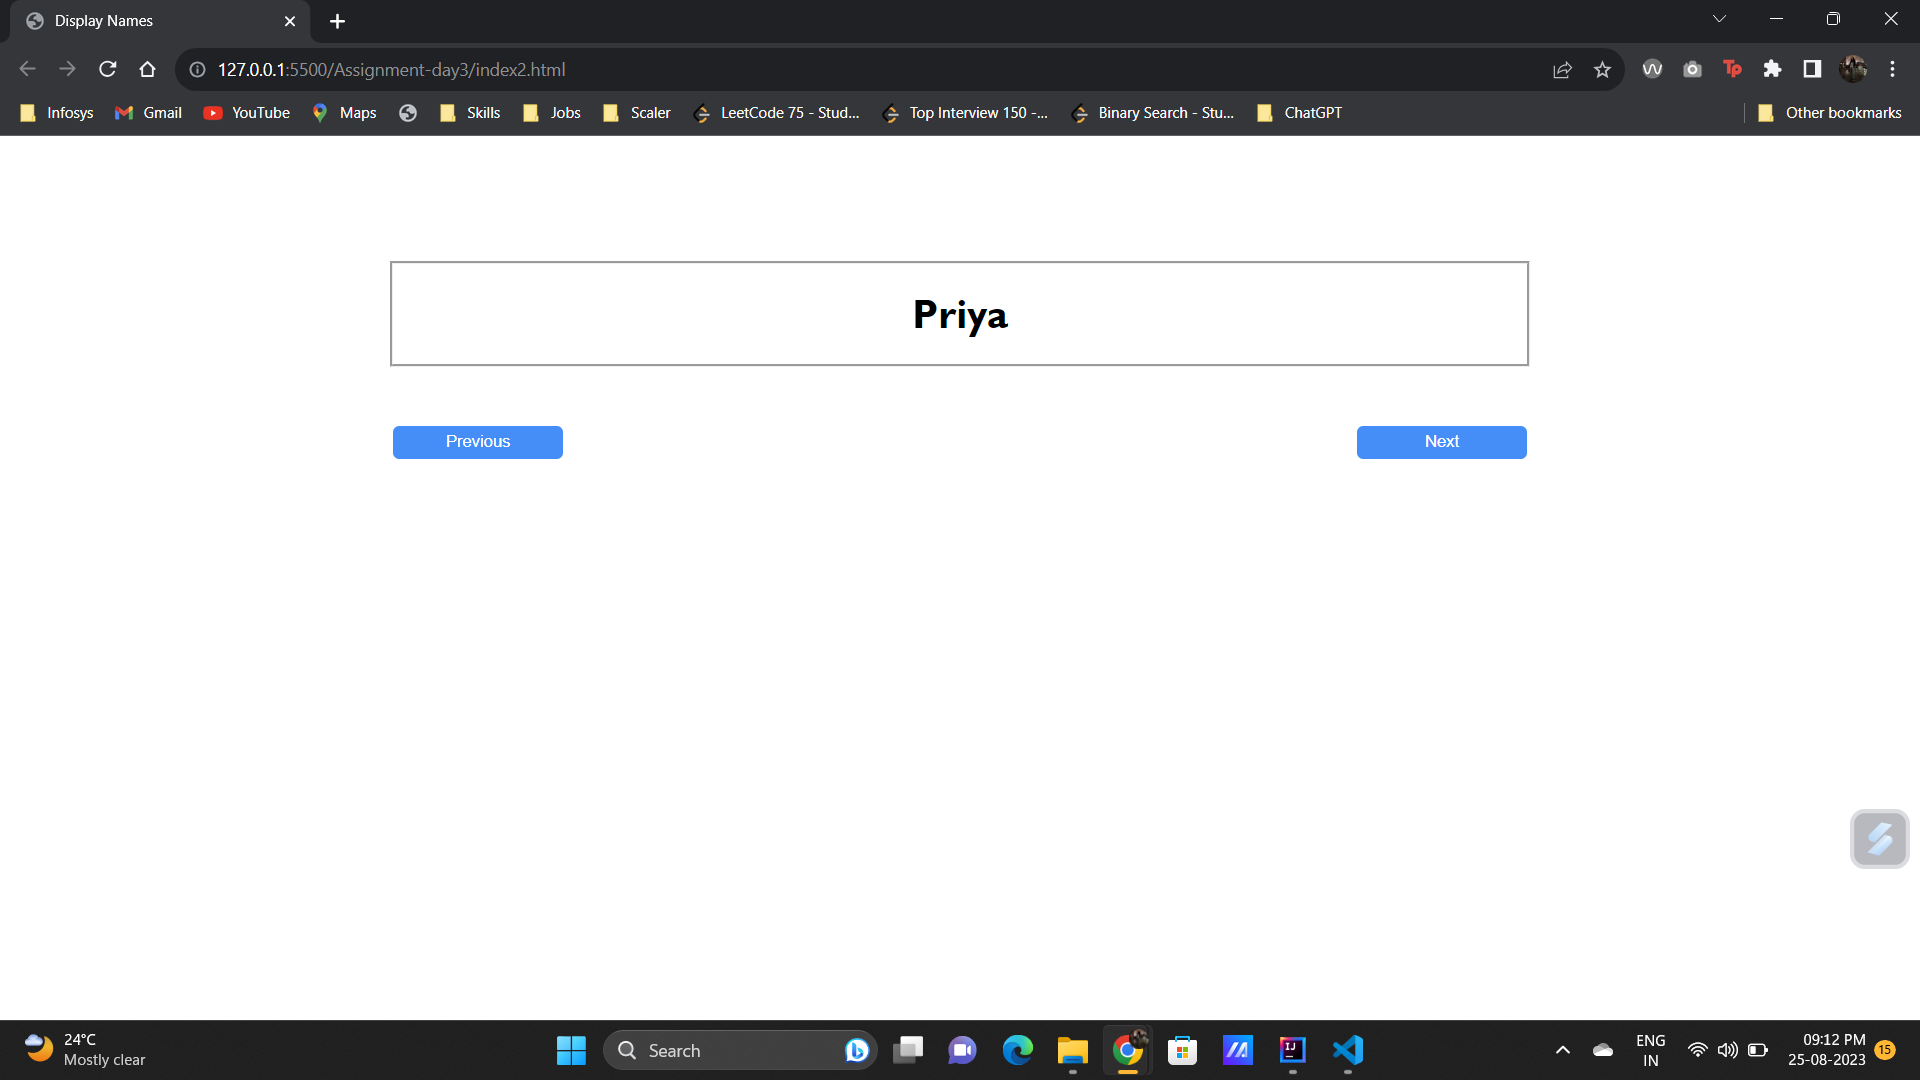 Display Names
127.0.0.1:5500/Assignment-day3/index2.html
Tp
Infosys Gmail YouTube Maps Skills Jobs Scaler LeetCode 75 - Stud... Top Interview 150 -... Binary Search - Stu... ChatGPT Other bookmarks
Priya
Previous Next
24°C
Mostly clear
Search
IJ
ENG
IN
09:12 PM
25-08-2023
15